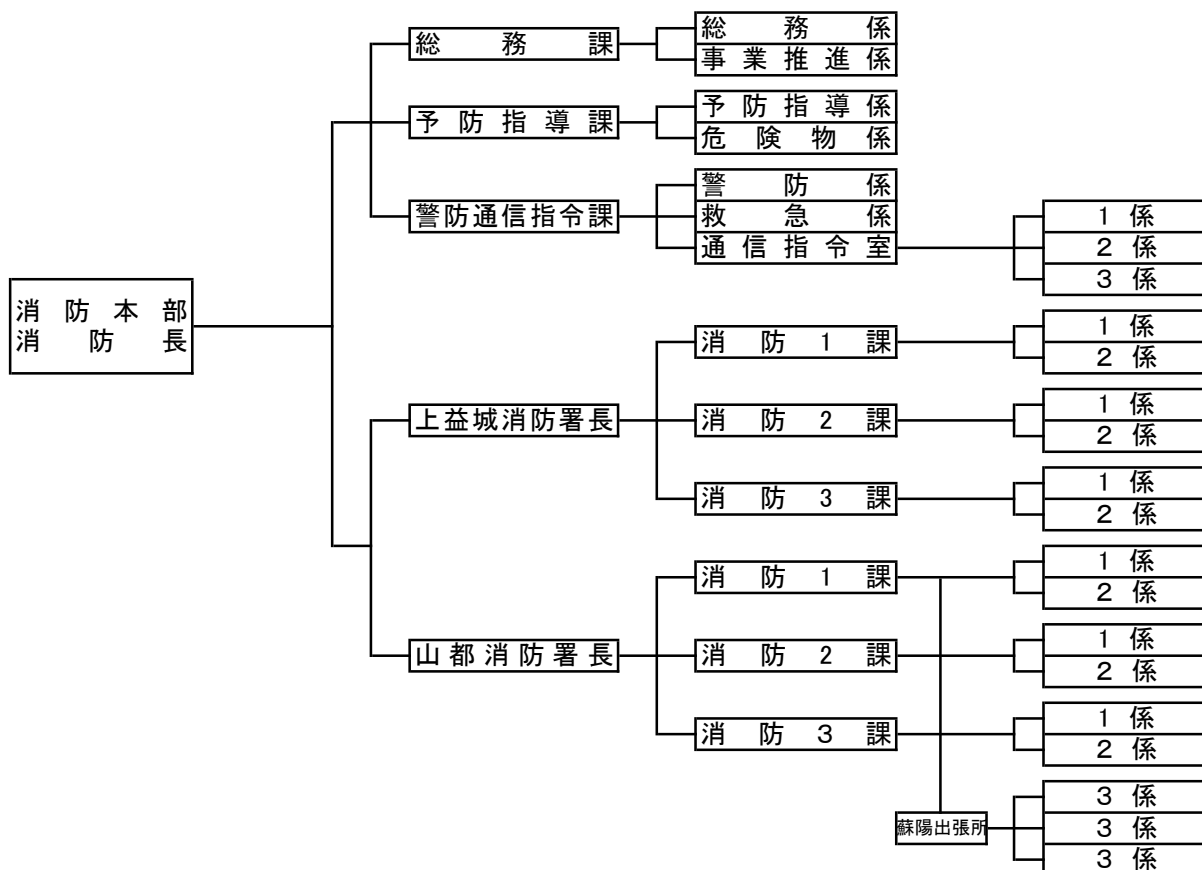 消防本部
消防長
総務課
総務係
事業推進係
予防指導課
予防指導係
危険物係
警防通信指令課
警防係
救急係
通信指令室
1係
2係
3係
上益城消防署長
消防1課
1係
2係
消防2課
1係
2係
消防3課
1係
2係
山都消防署長
消防1課
1係
2係
消防2課
1係
2係
消防3課
1係
2係
蘇陽出張所
3係
3係
3係